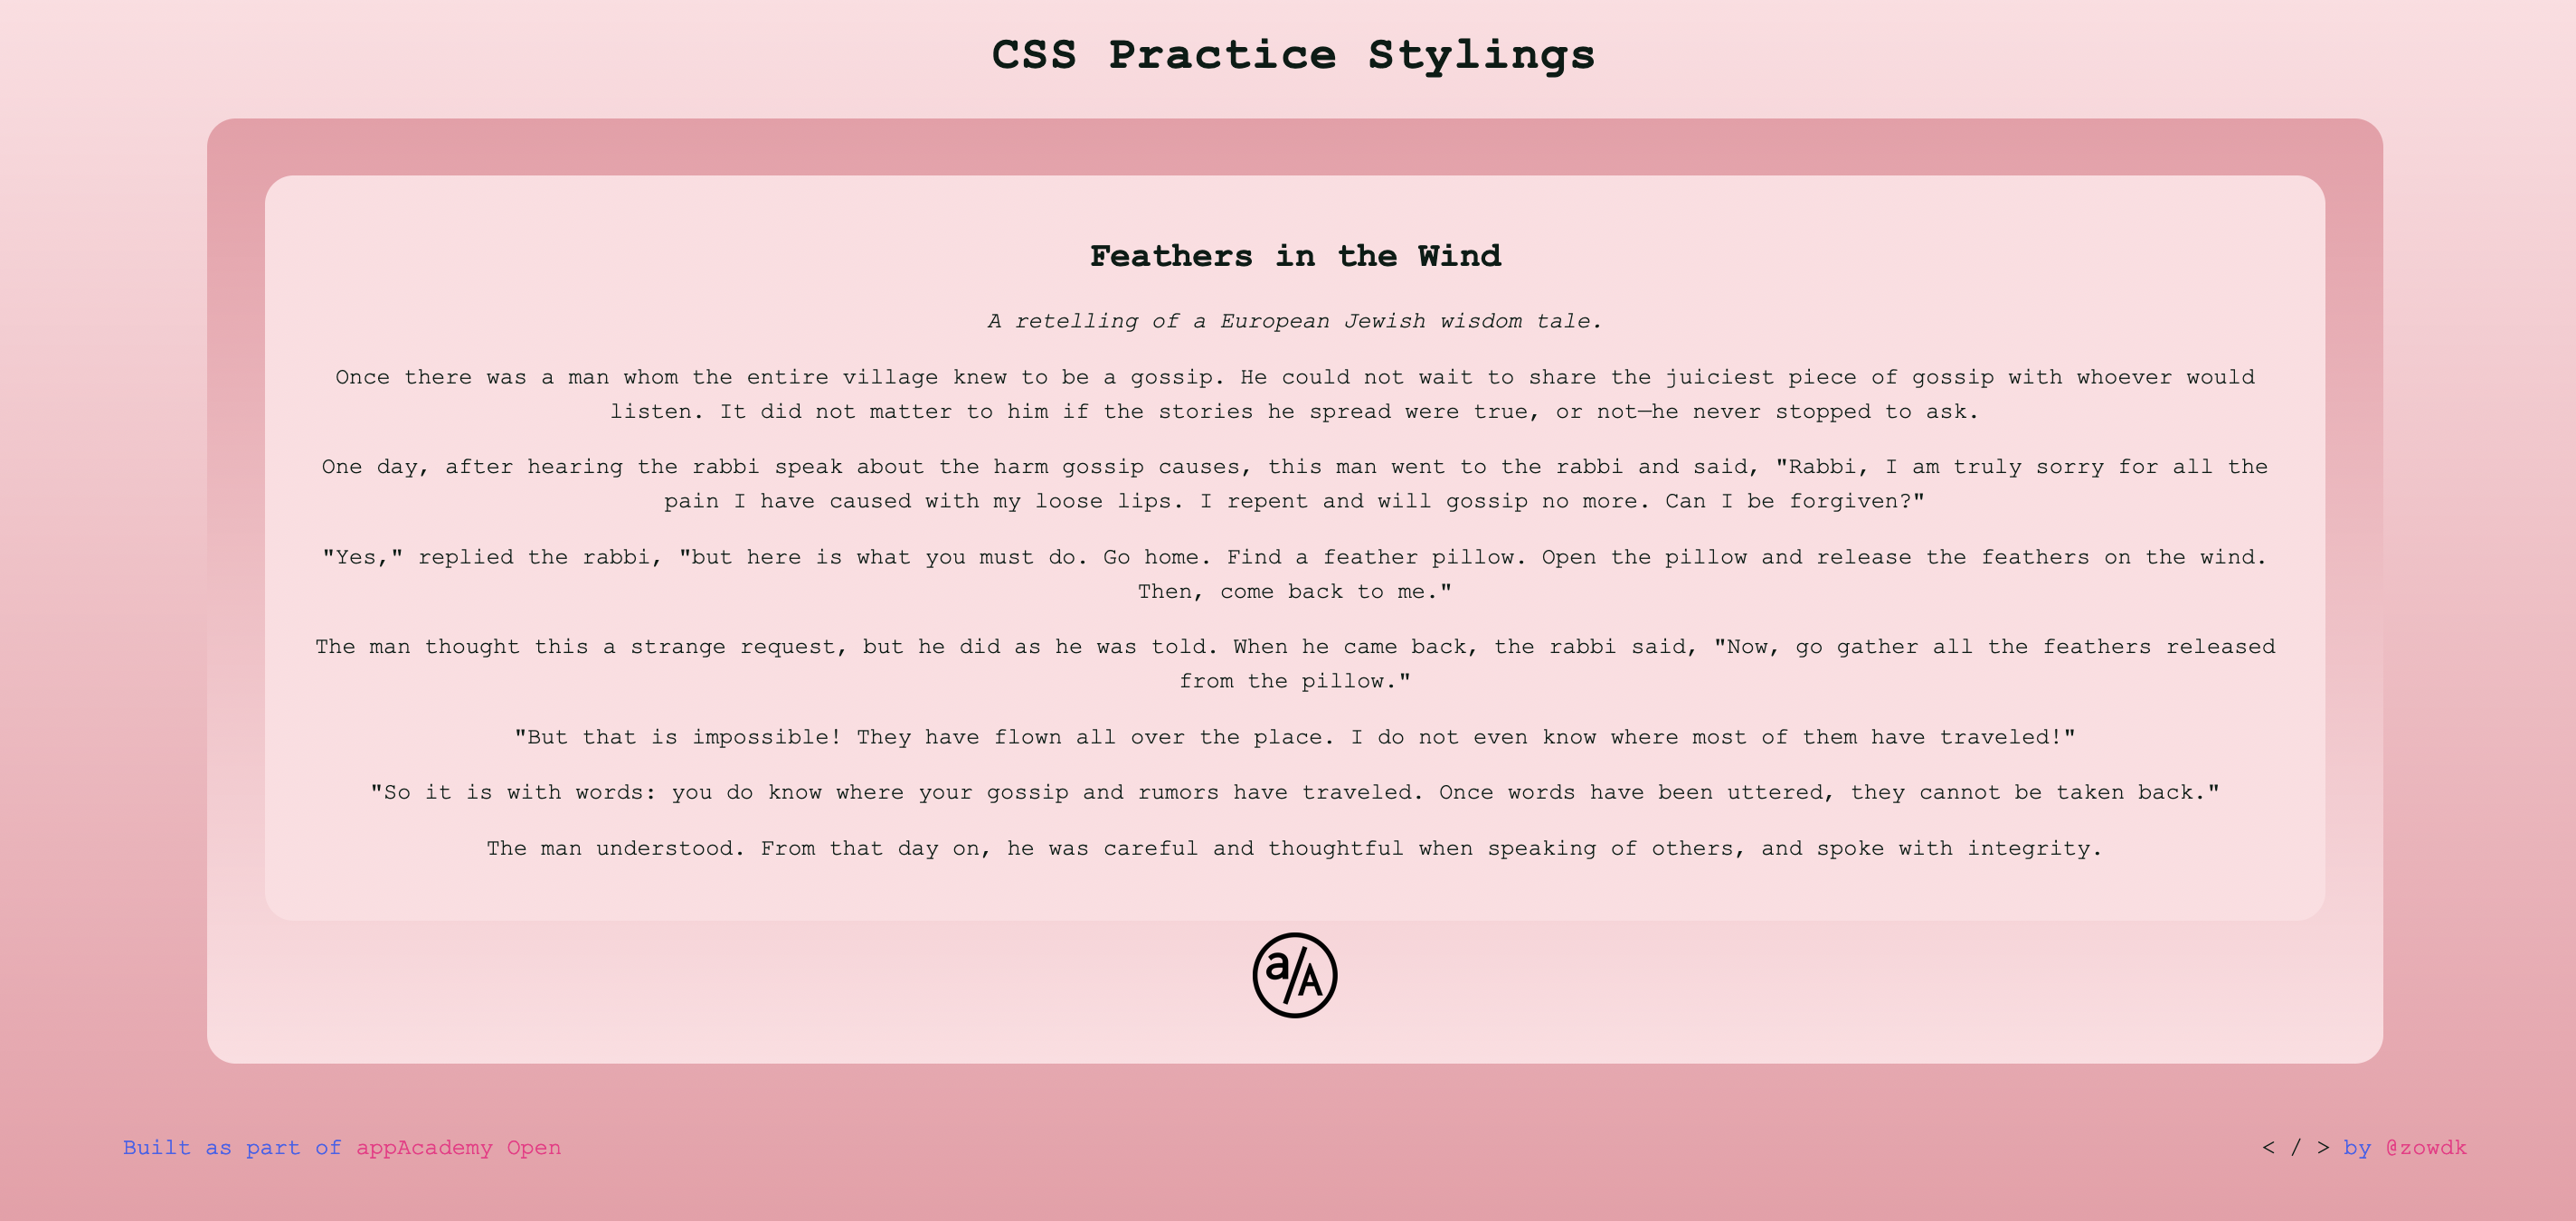 CSS Practice Stylings
Feathers in the Wind
A retelling of a European Jewish wisdom tale.
Once there was a man whom the entire village knew to be a gossip. He could not wait to share the juiciest piece of gossip with whoever would
listen. It did not matter to him if the stories he spread were true, or not—he never stopped to ask.
One day, after hearing the rabbi speak about the harm gossip causes, this man went to the rabbi and said, "Rabbi, I am truly sorry for all the
pain I have caused with my loose lips. I repent and will gossip no more. Can I be forgiven?"
"Yes," replied the rabbi, "but here is what you must do. Go home. Find a feather pillow. Open the pillow and release the feathers on the wind.
Then, come back to me."
The man thought this a strange request, but he did as he was told. When he came back, the rabbi said, "Now, go gather all the feathers released
from the pillow."
"But that is impossible! They have flown all over the place. I do not even know where most of them have traveled!"
"So it is with words: you do know where your gossip and rumors have traveled. Once words have been uttered, they cannot be taken back."
The man understood. From that day on, he was careful and thoughtful when speaking of others, and spoke with integrity.
a/A
Built as part of appAcademy Open
< / > by @zowdk